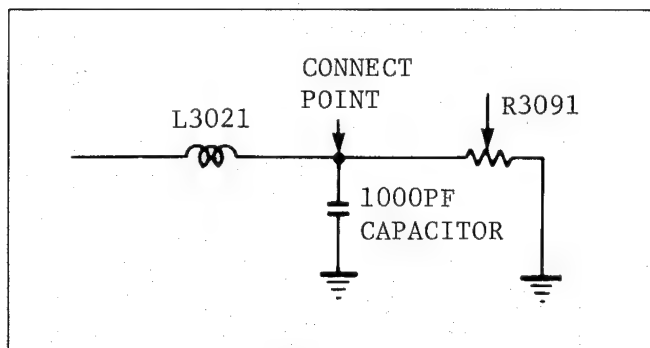 CONNECT
POINT
L3021
R3091
1000PF
CAPACITOR